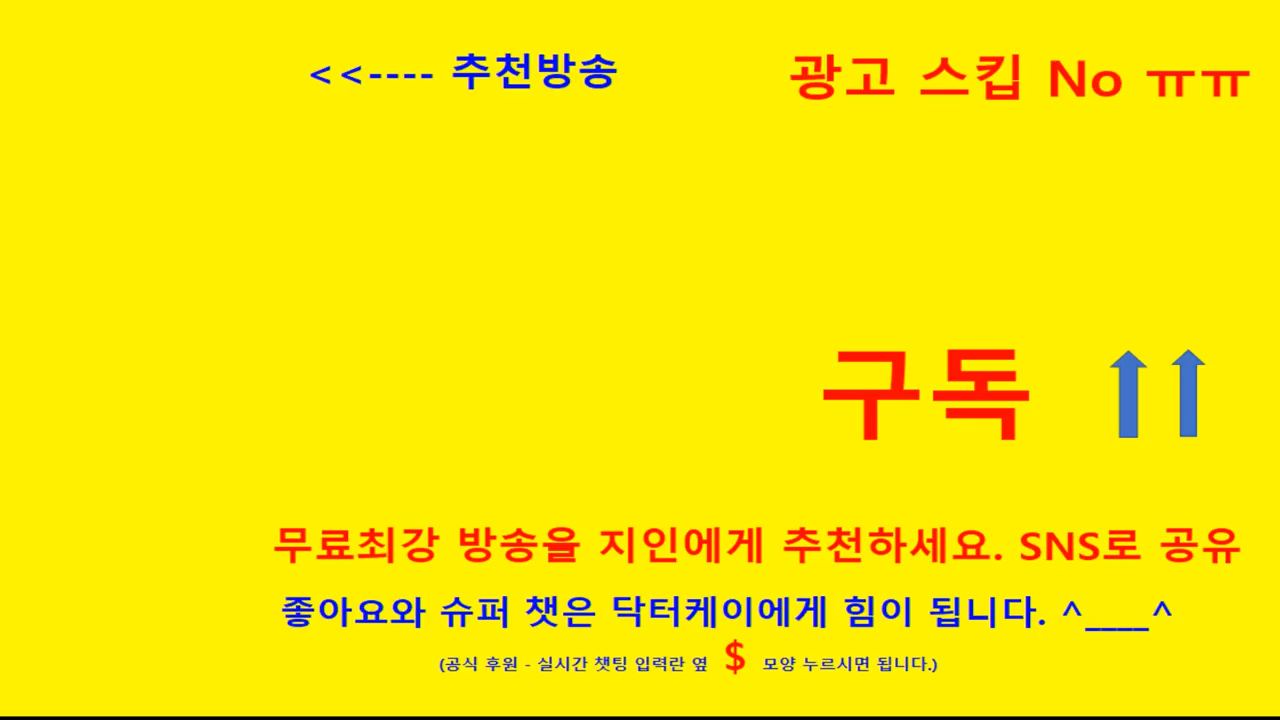 <<---- 추천방송
광고 스킵 No ㅠㅠ
구독
무료최강 방송을 지인에게 추천하세요. SNS로 공유
좋아요와 슈퍼 챗은 닥터케이에게 힘이 됩니다. ^____^
(공식 후원 - 실시간 챗팅 입력란 옆 $ 모양 누르시면 됩니다.)